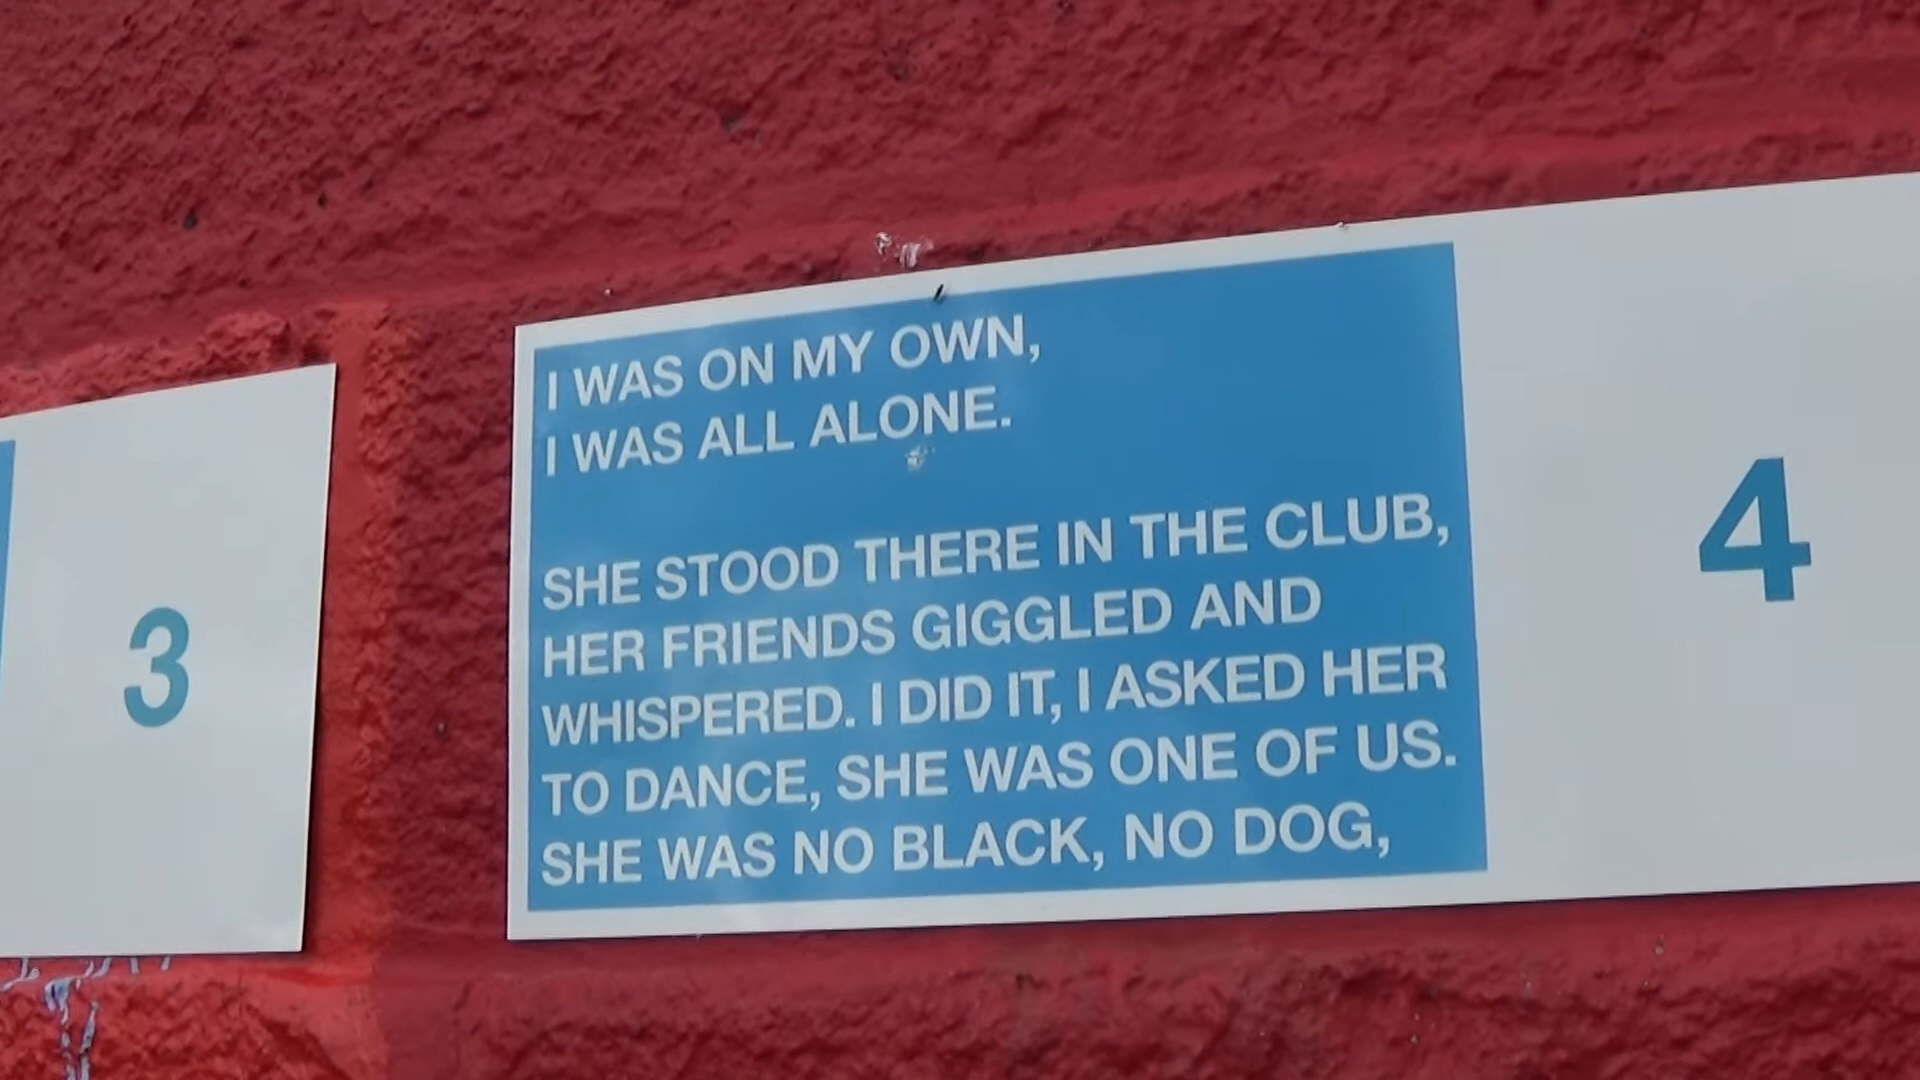 3
I WAS ON MY OWN,
I WAS ALL ALONE.
SHE STOOD THERE IN THE CLUB,
HER FRIENDS GIGGLED AND
WHISPERED. I DID IT, I ASKED HER
TO DANCE, SHE WAS ONE OF US.
SHE WAS NO BLACK, NO DOG,
4